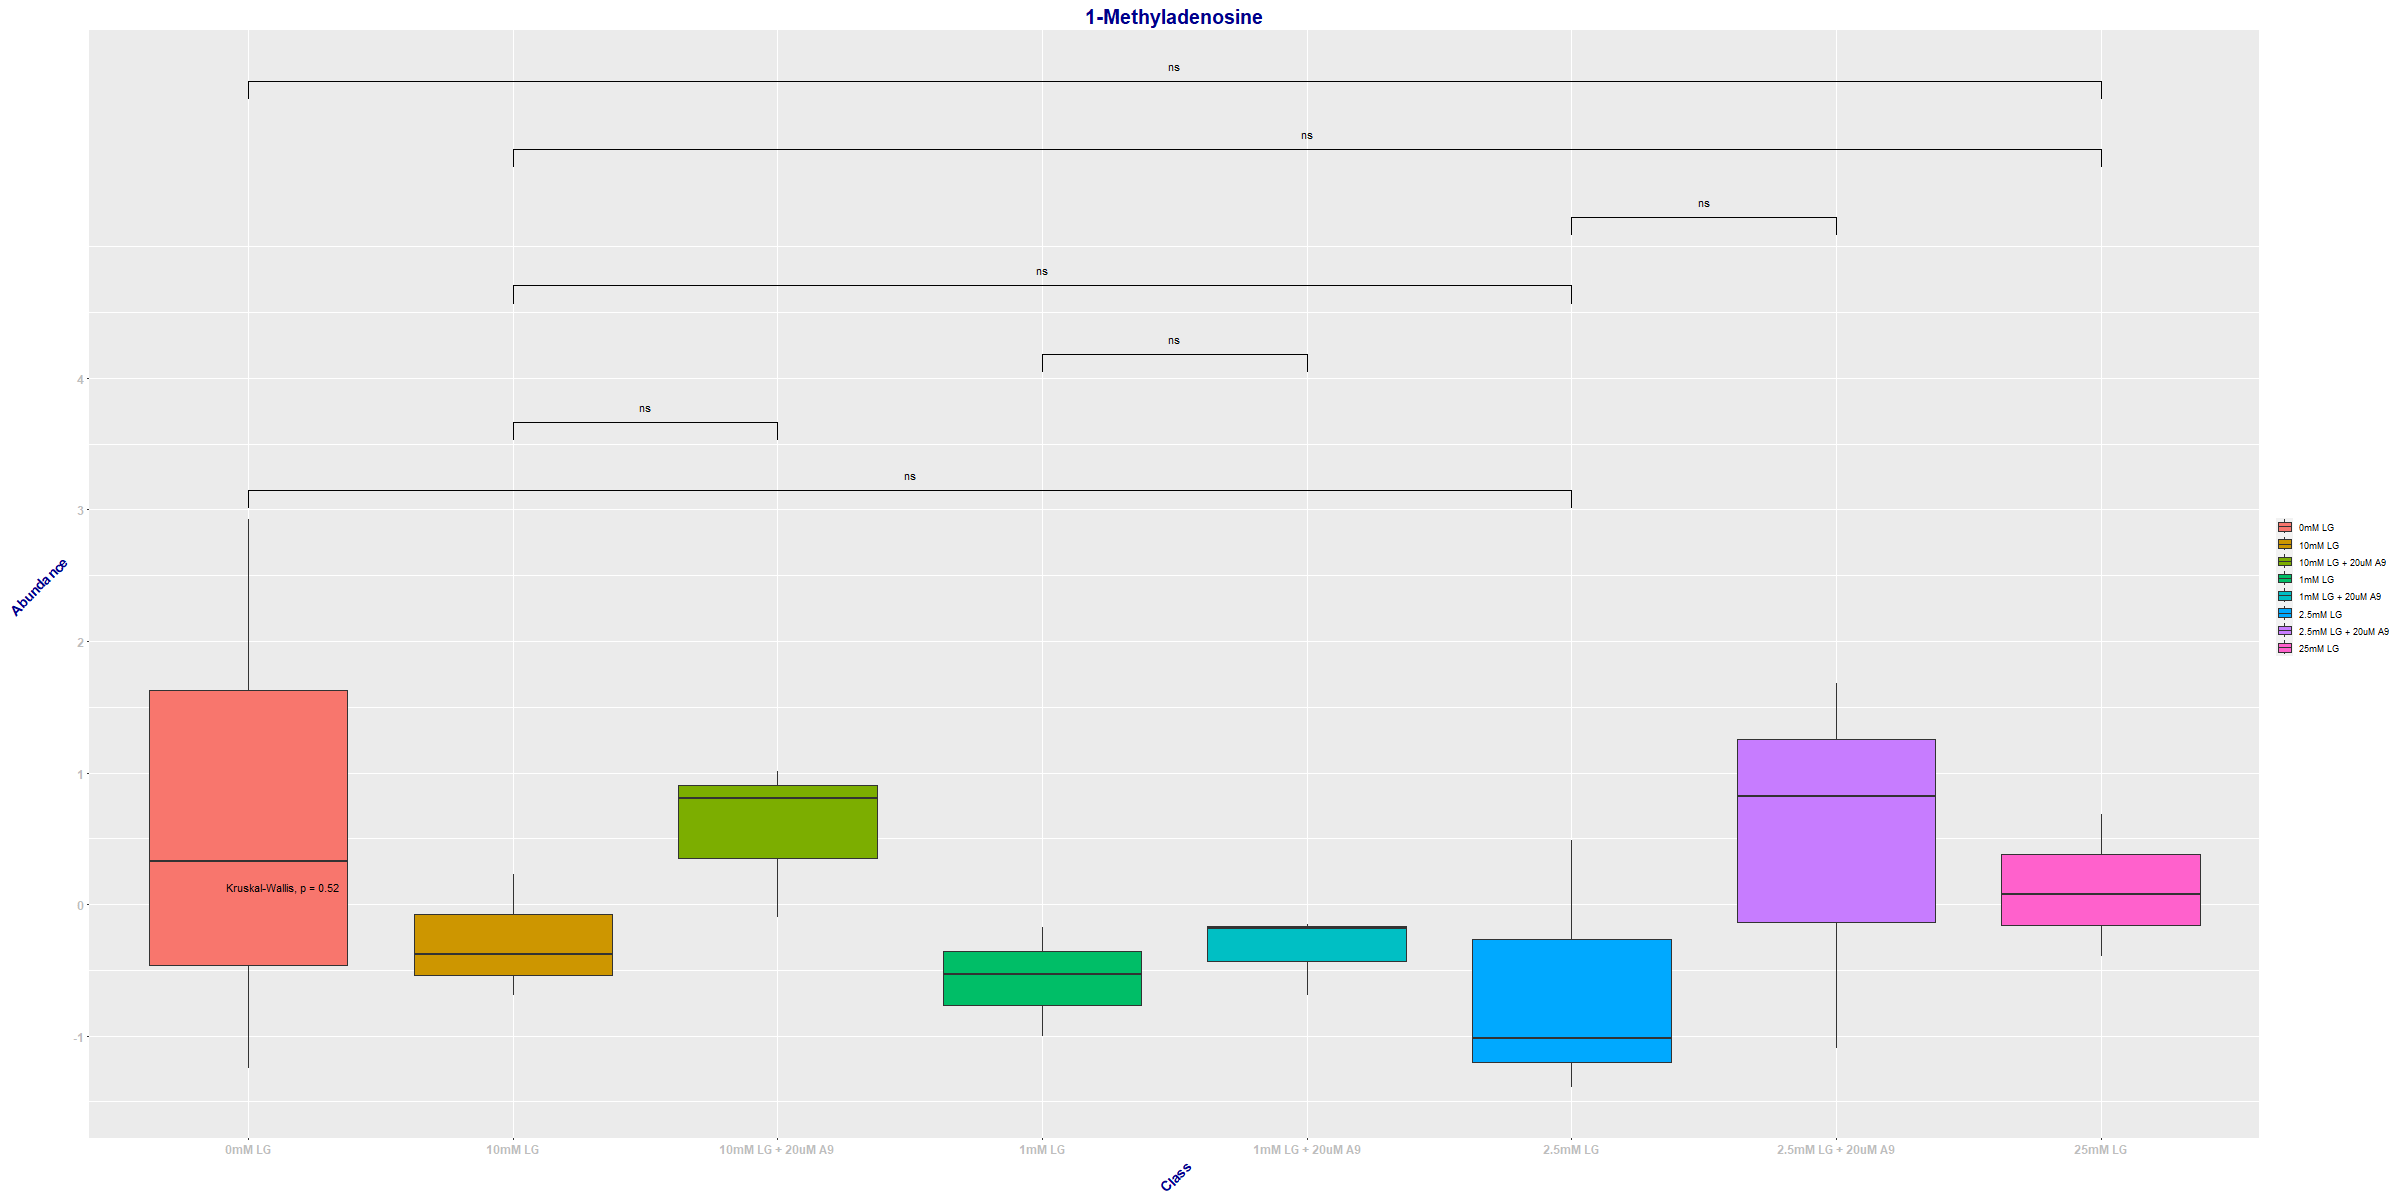 1-Methyladenosine
ns
ns
ns
ns
ns
ns
ns
4
3
2
1
0
-1
Abundance
Kruskal-Wallis, p = 0.52
0mM LG
10mM LG
10mM LG + 20uM A9
1mM LG
1mM LG + 20uM A9
2.5mM LG
2.5mM LG + 20uM A9
25mM LG
Class
0mM LG
10mM LG
10mM LG + 20uM A9
1mM LG
1mM LG + 20uM A9
2.5mM LG
2.5mM LG + 20uM A9
25mM LG